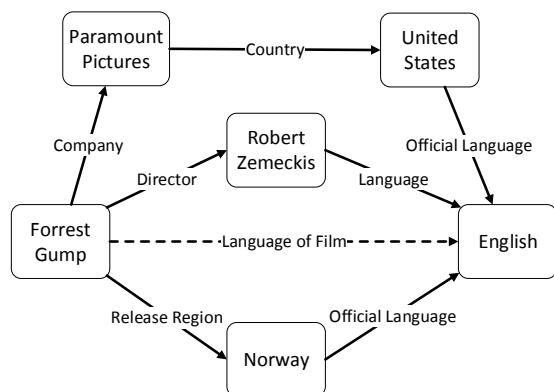 Paramount
Pictures
Country
United
States
Company
Robert
Zemeckis
Official Language
Director
Language
Forrest
Gump
Language of Film
English
Release Region
Official Language
Norway